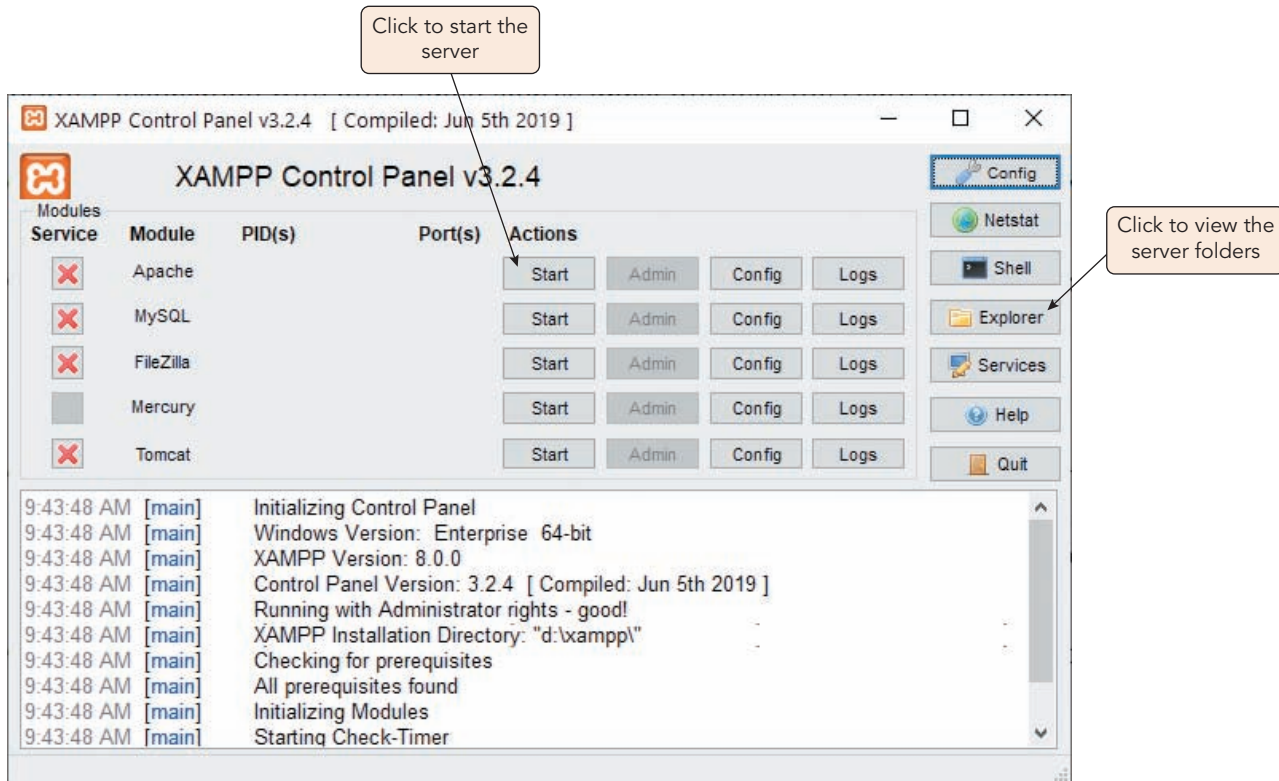 Click to start the
server
XAMPP Control Panel v3.2.4 [ Compiled: Jun 5th 2019 ]
XAMPP Control Panel v3.2.4
Config
Modules
Service Module PID(s) Port(s) Actions
Netstat
Click to view the
server folders
Apache Start Admin Config Logs
Shell
MySQL Start Admin Config Logs
Explorer
FileZilla Start Admin Config Logs
Services
Mercury Start Admin Config Logs
Help
Tomcat Start Admin Config Logs
Quit
9:43:48 AM [main] Initializing Control Panel
9:43:48 AM [main] Windows Version: Enterprise 64-bit
9:43:48 AM [main] XAMPP Version: 8.0.0
9:43:48 AM [main] Control Panel Version: 3.2.4 [ Compiled: Jun 5th 2019 ]
9:43:48 AM [main] Running with Administrator rights - good!
9:43:48 AM [main] XAMPP Installation Directory: "d:\xampp\"
9:43:48 AM [main] Checking for prerequisites
9:43:48 AM [main] All prerequisites found
9:43:48 AM [main] Initializing Modules
9:43:48 AM [main] Starting Check-Timer